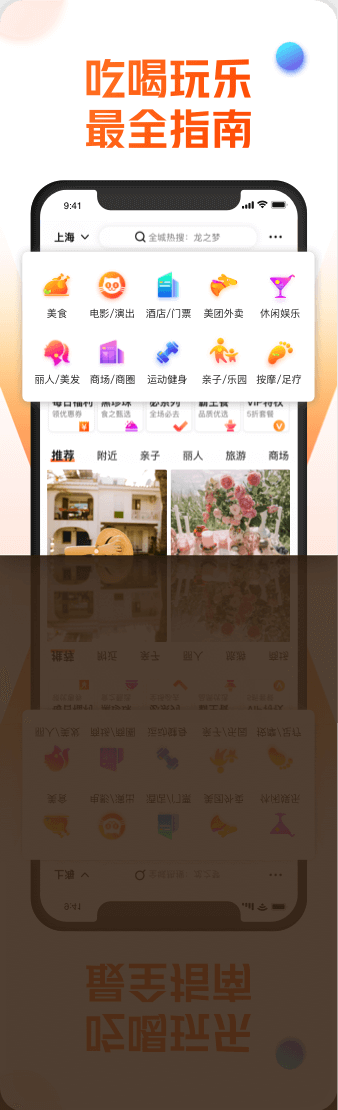 吃喝玩乐
最全指南
9:41
上海
全城热搜：龙之梦
美食 电影/演出 酒店/门票 美团外卖 休闲娱乐
丽人/美发 商场/商圈 运动健身 亲子/乐园 按摩/足疗
每日福利 黑珍珠 必系列 新主食 VIP特权
领优惠券 食之甄选 全场必去 品质优选 5折套餐
推荐 附近 亲子 丽人 旅游 商场